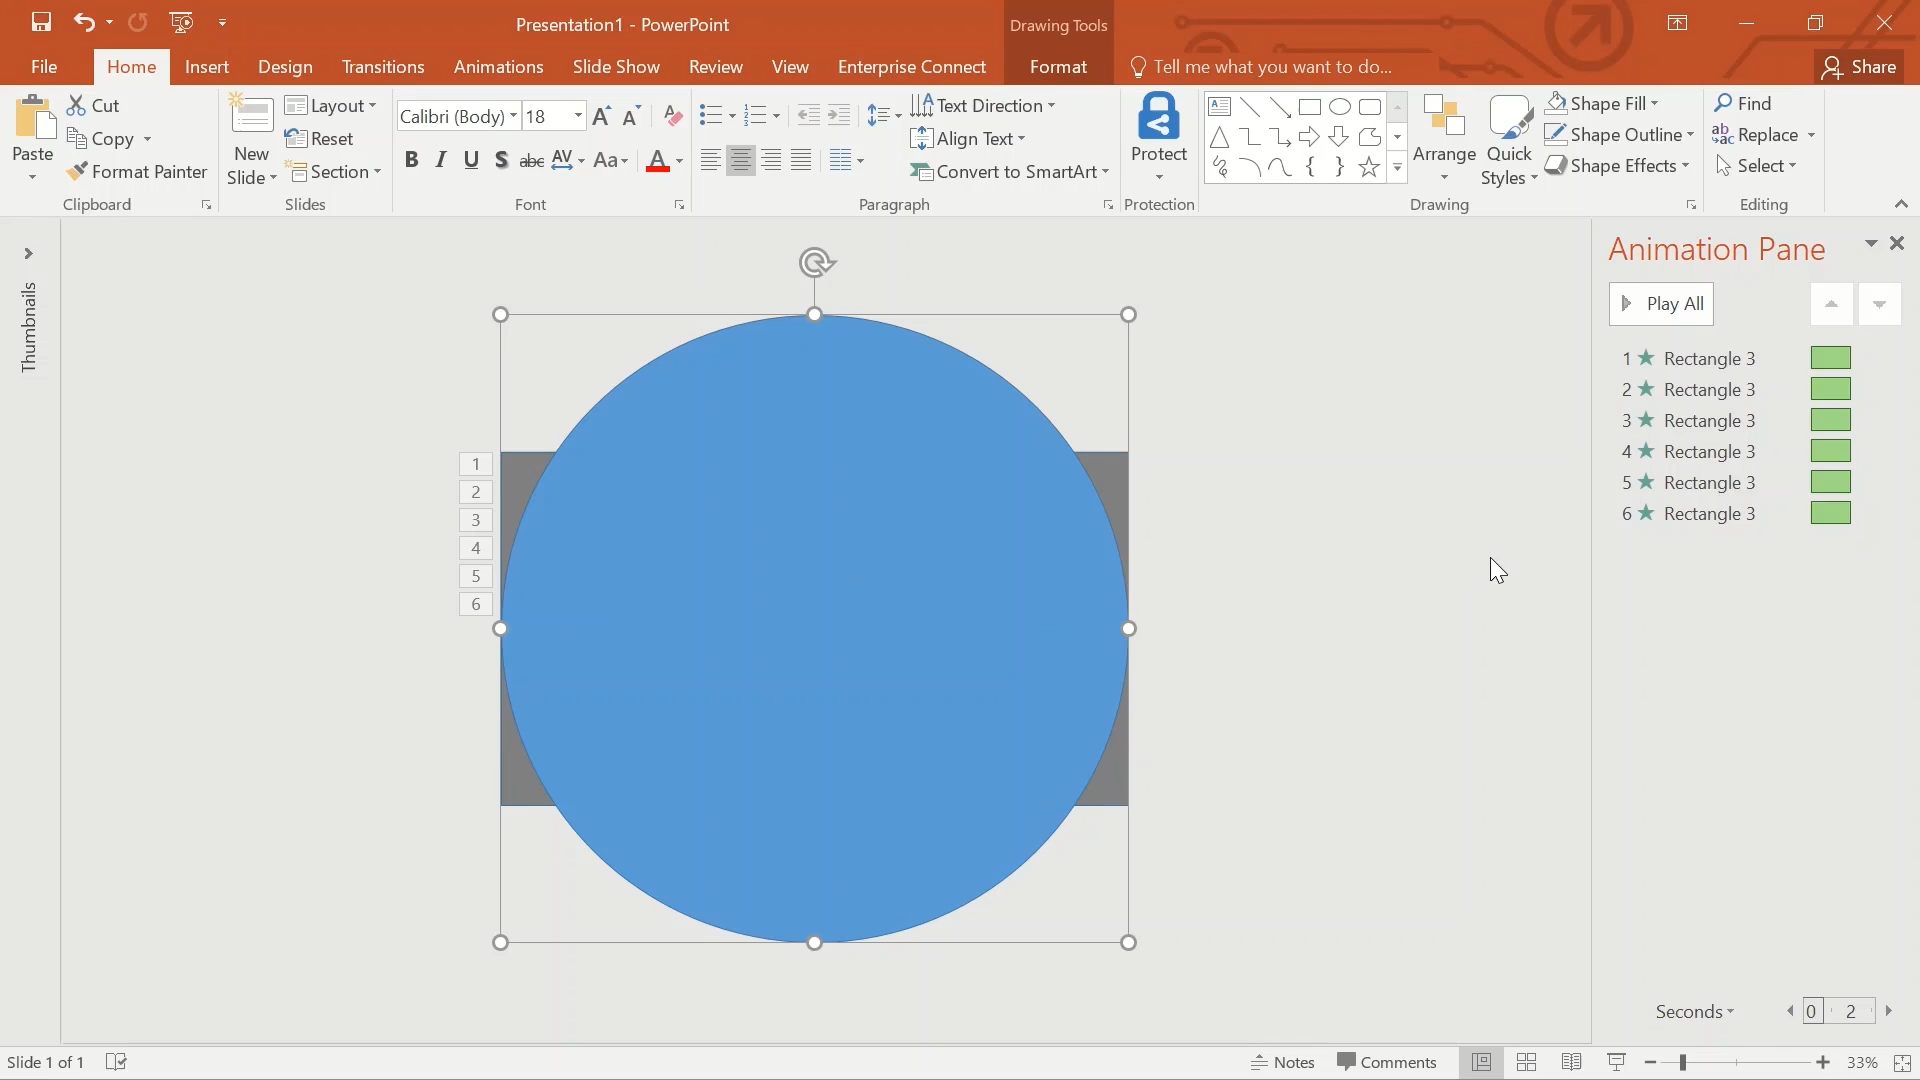 Presentation1 - PowerPoint
Drawing Tools
File Home Insert Design Transitions Animations Slide Show Review View Enterprise Connect Format Tell me what you want to do... Share
Paste
Cut
Copy
Format Painter
Clipboard
New Slide
Layout
Reset
Section
Slides
Calibri (Body) 18
B I U S abc AV Aa A
Font
Text Direction
Align Text
Convert to SmartArt
Paragraph
Protect
Protection
Arrange
Quick Styles
Shape Fill
Shape Outline
Shape Effects
Drawing
Find
Replace
Select
Editing
Thumbnails
1
2
3
4
5
6
Animation Pane
Play All
1 Rectangle 3
2 Rectangle 3
3 Rectangle 3
4 Rectangle 3
5 Rectangle 3
6 Rectangle 3
Seconds 0 2
Slide 1 of 1
Notes Comments 33%